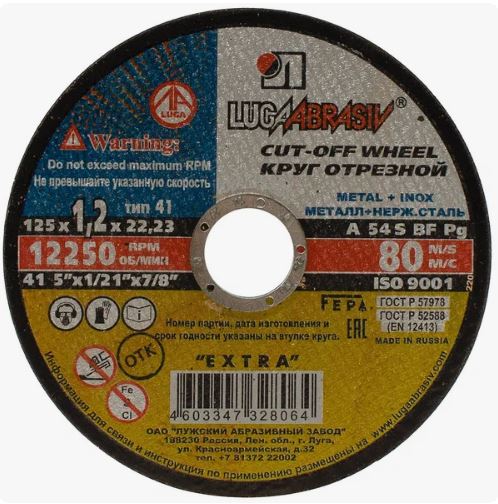 LUGA
LUGAABRASIV®
Warning:
Do not exceed maximum RPM
Не превышайте указанную скорость
CUT-OFF WHEEL
КРУГ ОТРЕЗНОЙ
METAL + INOX
МЕТАЛЛ+НЕРЖ.СТАЛЬ
тип 41
125 x 1,2 x 22,23
A 54 S BF Pg
12250 RPM
ОБ/МИН
80 M/S
М/С
41 5"x1/21"x7/8"
ISO 9001
FEPA
EAC
ГОСТ Р 57978
ГОСТ Р 52588
(EN 12413)
MADE IN RUSSIA
Номер партии, дата изготовления и
срок годности указаны на втулке круга.
ОТК
"EXTRA"
Fe
S
Cl
4 603347 328064
ОАО "ЛУЖСКИЙ АБРАЗИВНЫЙ ЗАВОД"
188230 Россия, Лен. обл., г. Луга,
ул. Красноармейская, д. 32
тел. +7 81372 22002
Информация для связи и инструкция по применению размещены на www.lugaabrasiv.com